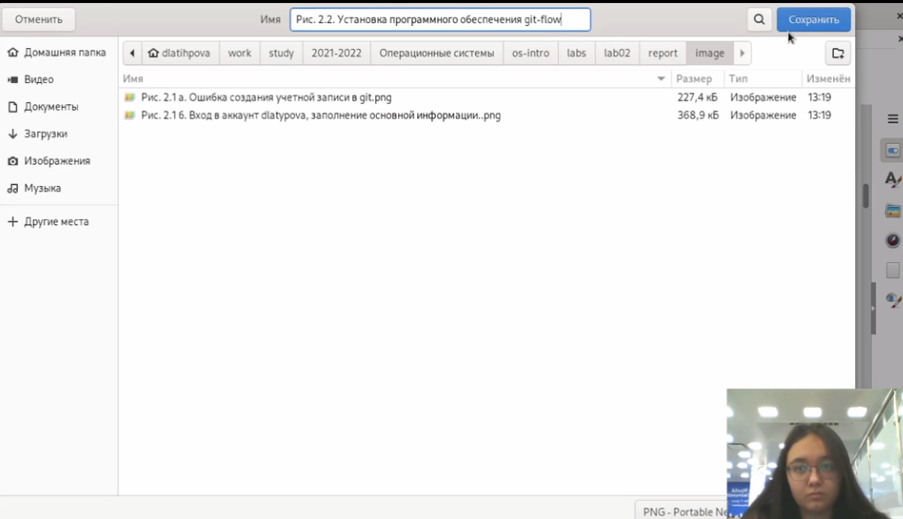 Отменить
Имя
Рис. 2.2. Установка программного обеспечения git-flow
Сохранить
Домашняя папка
Видео
Документы
Загрузки
Изображения
Музыка
Другие места
dlatihpova
work
study
2021-2022
Операционные системы
os-intro
labs
lab02
report
image
Имя Размер Тип Изменён
Рис. 2.1 а. Ошибка создания учетной записи в git.png 227,4 кБ Изображение 13:19
Рис. 2.1 б. Вход в аккаунт dlatypova, заполнение основной информации..png 368,9 кБ Изображение 13:19
PNG - Portable Ne